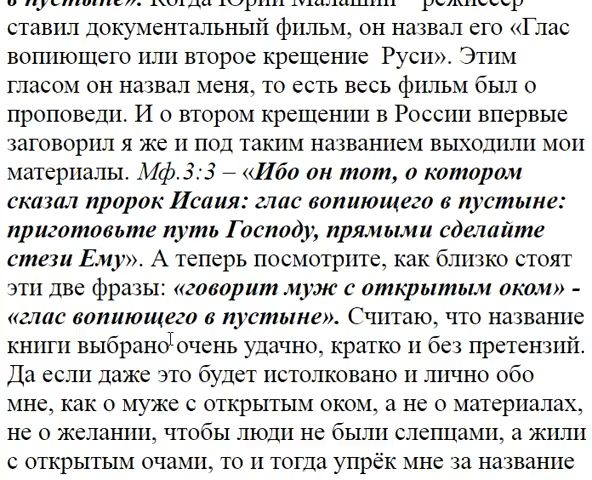 в пустыне». Когда Юрий Малашин – режиссёр
ставил документальный фильм, он назвал его «Глас
вопиющего или второе крещение Руси». Этим
гласом он назвал меня, то есть весь фильм был о
проповеди. И о втором крещении в России впервые
заговорил я же и под таким названием выходили мои
материалы. Мф.3:3 – «Ибо он тот, о котором
сказал пророк Исаия: глас вопиющего в пустыне:
приготовьте путь Господу, прямыми сделайте
стези Ему». А теперь посмотрите, как близко стоят
эти две фразы: «говорит муж с открытым оком» -
«глас вопиющего в пустыне». Считаю, что название
книги выбрано очень удачно, кратко и без претензий.
Да если даже это будет истолковано и лично обо
мне, как о муже с открытым оком, а не о материалах,
не о желании, чтобы люди не были слепцами, а жили
с открытым очами, то и тогда упрёк мне за название